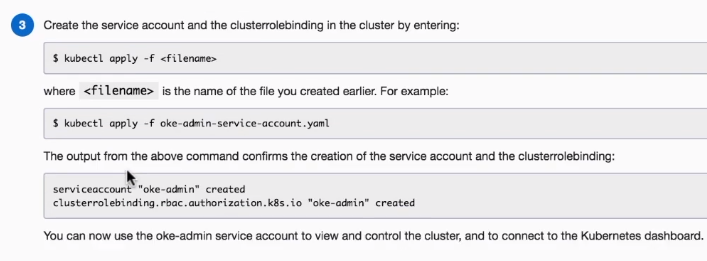 3 Create the service account and the clusterrolebinding in the cluster by entering:
$ kubectl apply -f <filename>
where <filename> is the name of the file you created earlier. For example:
$ kubectl apply -f oke-admin-service-account.yaml
The output from the above command confirms the creation of the service account and the clusterrolebinding:
serviceaccount "oke-admin" created
clusterrolebinding.rbac.authorization.k8s.io "oke-admin" created
You can now use the oke-admin service account to view and control the cluster, and to connect to the Kubernetes dashboard.